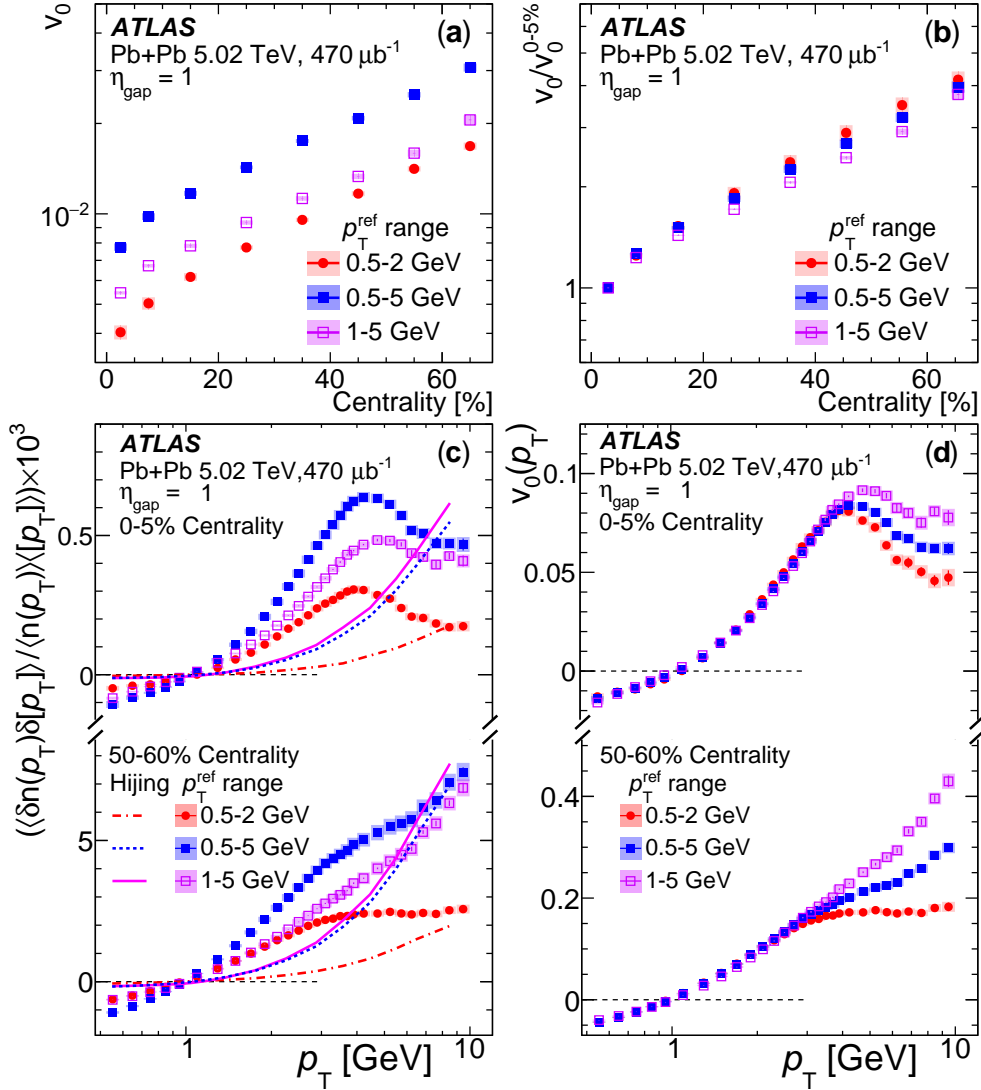 v₀
ATLAS
(a)
Pb+Pb 5.02 TeV, 470 μb⁻¹
η_gap = 1
10⁻²
p_T^ref range
0.5-2 GeV
0.5-5 GeV
1-5 GeV
0 20 40 60
Centrality [%]
v₀/v₀^0-5%
ATLAS
(b)
Pb+Pb 5.02 TeV, 470 μb⁻¹
η_gap = 1
1
p_T^ref range
0.5-2 GeV
0.5-5 GeV
1-5 GeV
0 20 40 60
Centrality [%]
(⟨δn(p_T)δ[p_T]⟩/⟨n(p_T)⟩⟨[p_T]⟩)×10³
ATLAS
(c)
Pb+Pb 5.02 TeV,470 μb⁻¹
η_gap = 1
0-5% Centrality
0.5
0
50-60% Centrality
Hijing p_T^ref range
0.5-2 GeV
0.5-5 GeV
1-5 GeV
5
0
1 10
p_T [GeV]
v₀(p_T)
ATLAS
(d)
Pb+Pb 5.02 TeV,470 μb⁻¹
η_gap = 1
0-5% Centrality
0.1
0.05
0
50-60% Centrality
p_T^ref range
0.5-2 GeV
0.5-5 GeV
1-5 GeV
0.4
0.2
0
1 10
p_T [GeV]